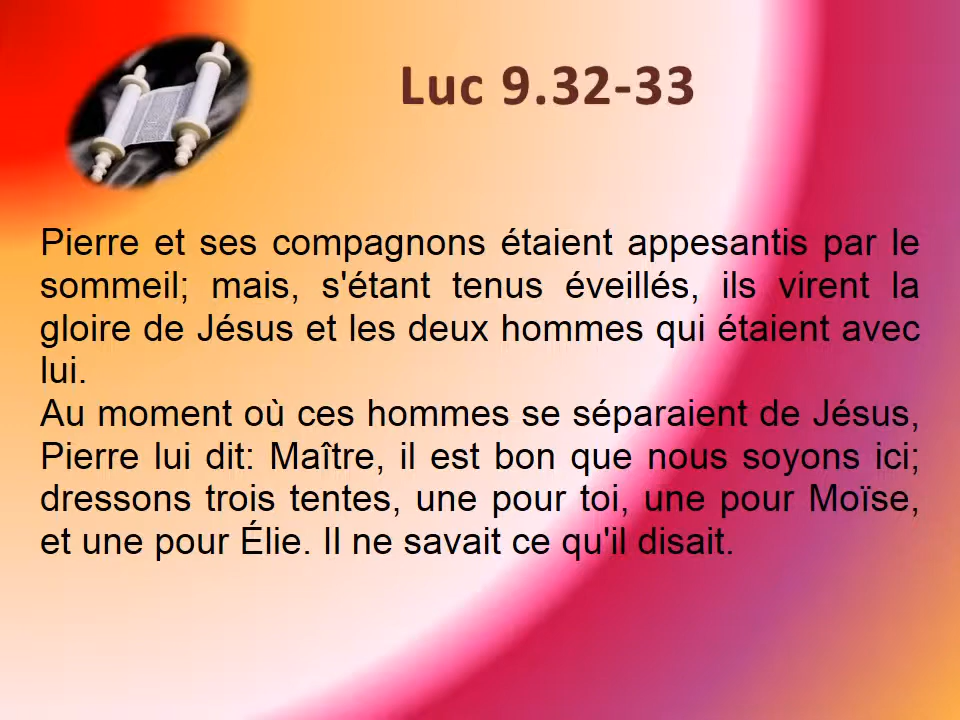 Luc 9.32-33
Pierre et ses compagnons étaient appesantis par le
sommeil; mais, s'étant tenus éveillés, ils virent la
gloire de Jésus et les deux hommes qui étaient avec
lui.
Au moment où ces hommes se séparaient de Jésus,
Pierre lui dit: Maître, il est bon que nous soyons ici;
dressons trois tentes, une pour toi, une pour Moïse,
et une pour Élie. Il ne savait ce qu'il disait.